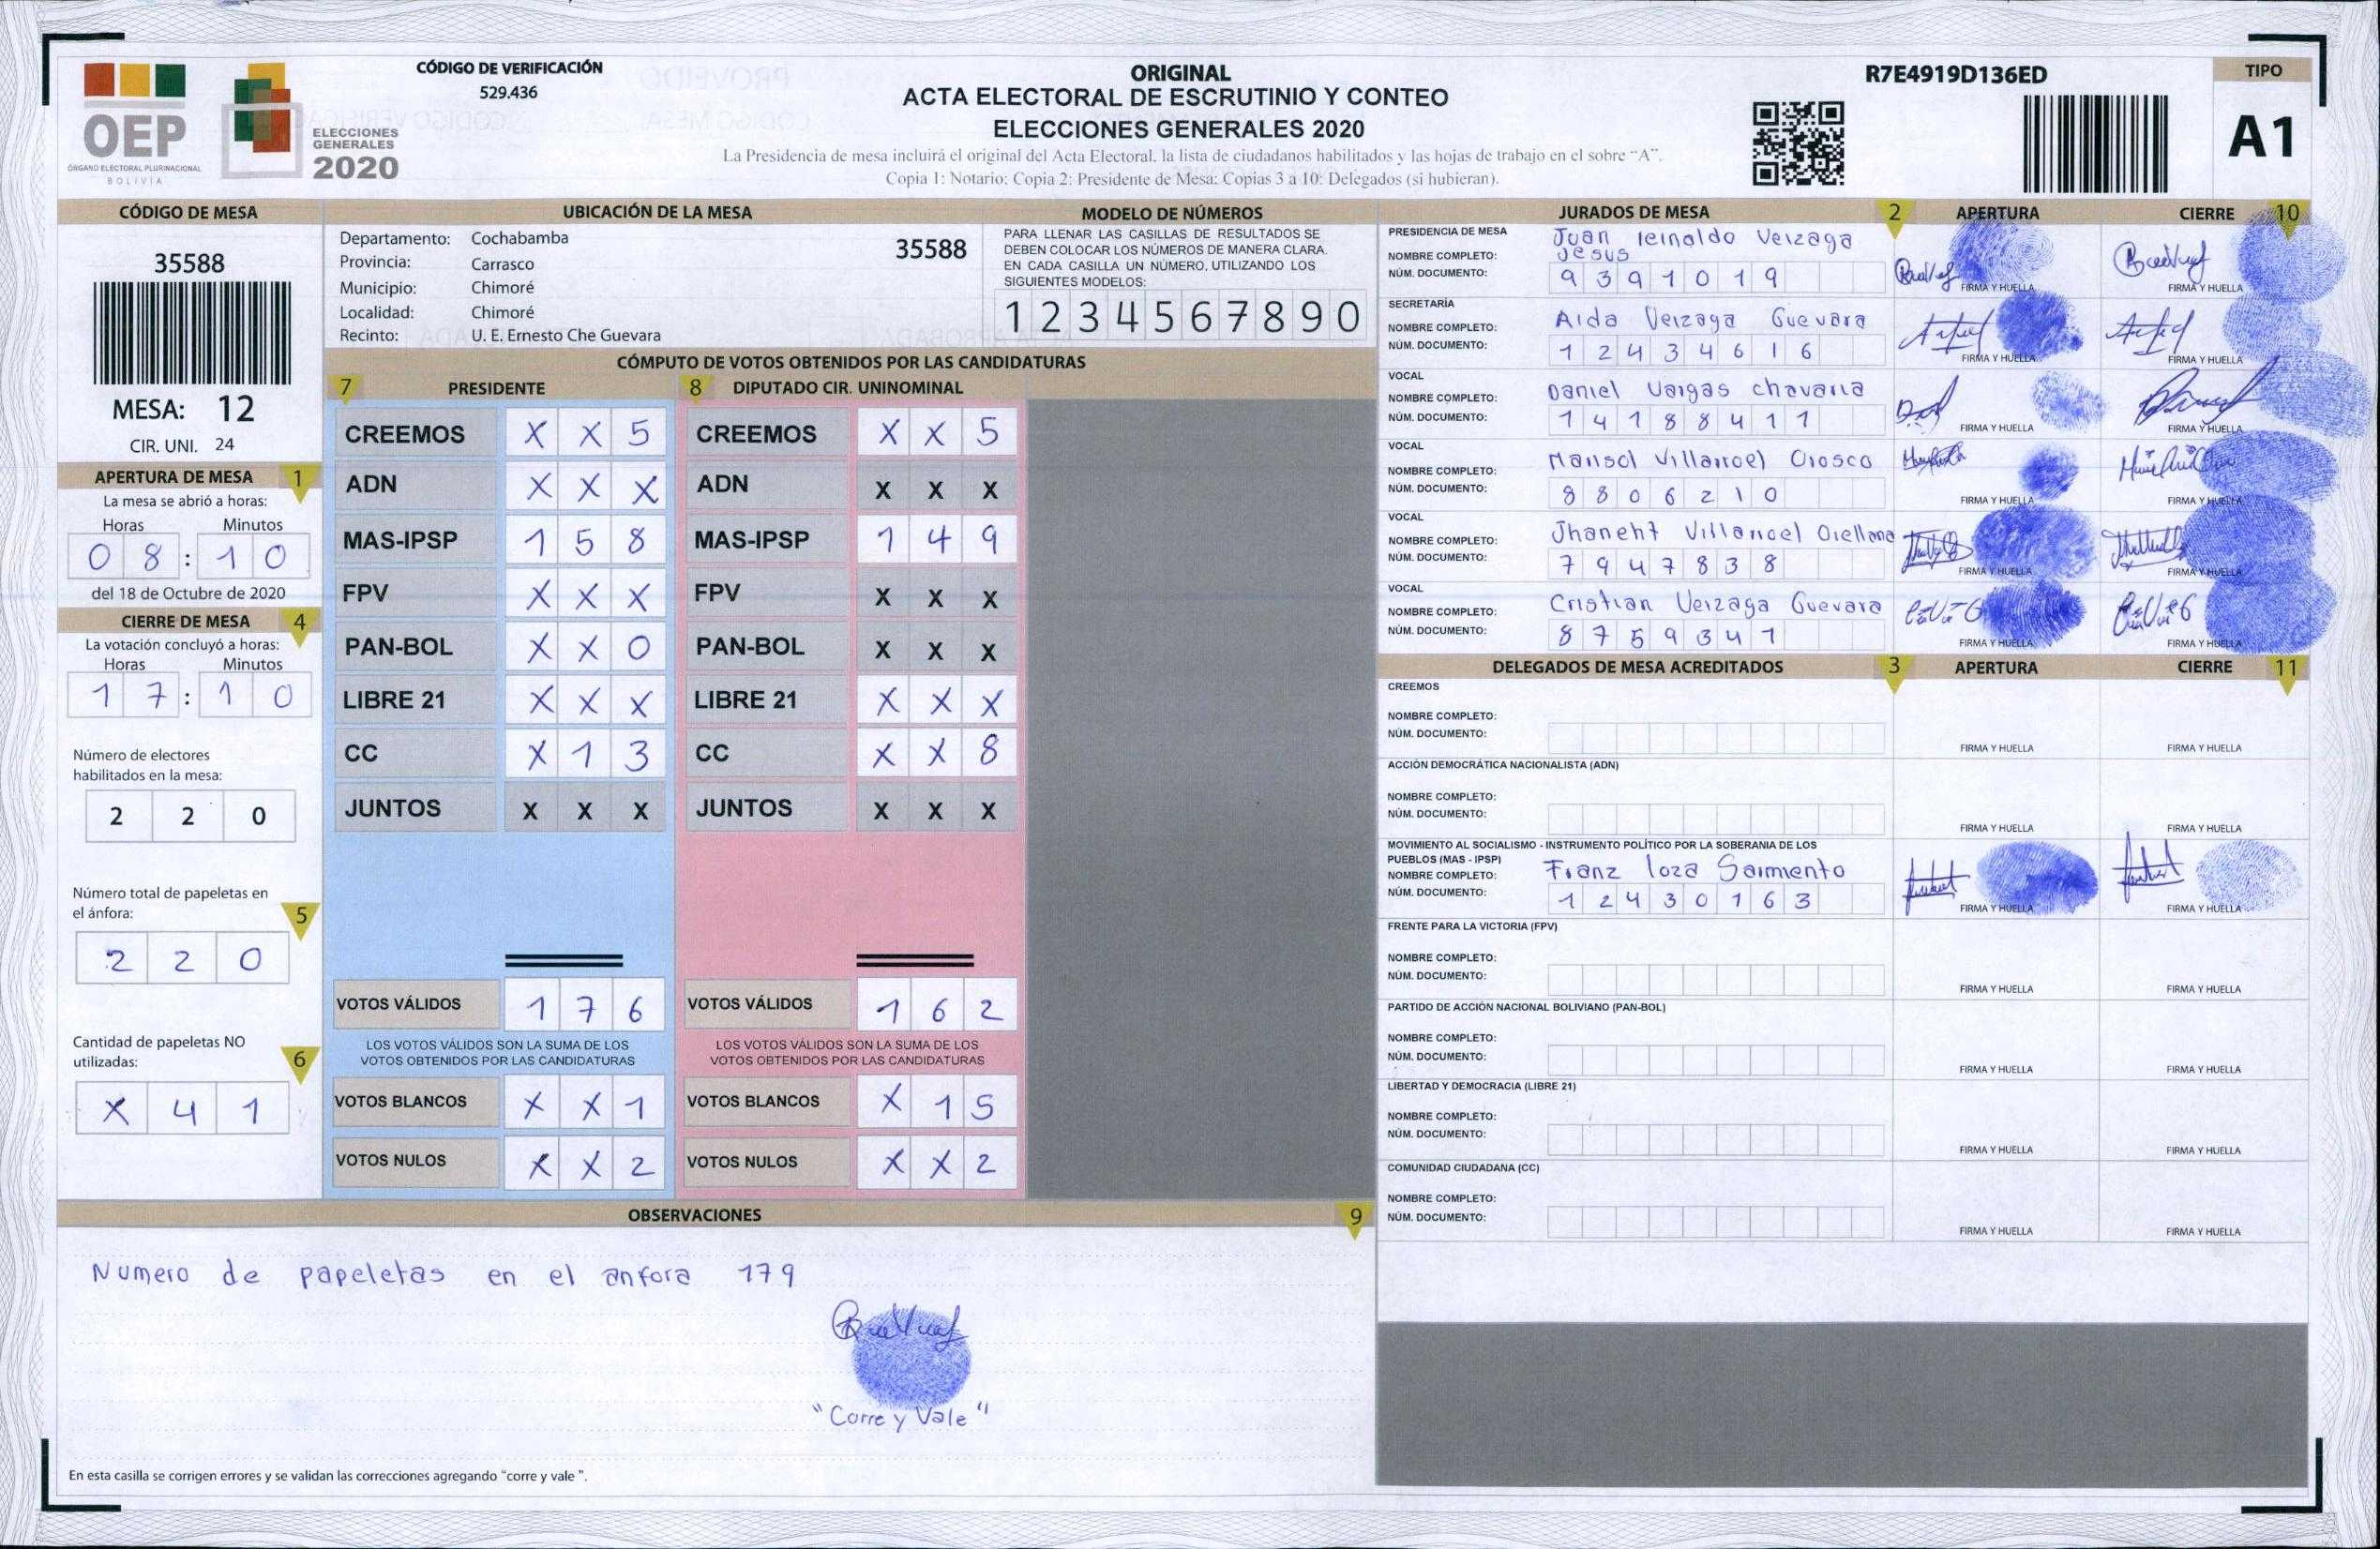 OEP
ÓRGANO ELECTORAL PLURINACIONAL
BOLIVIA
ELECCIONES
GENERALES
2020
CÓDIGO DE VERIFICACIÓN
529.436
ORIGINAL
ACTA ELECTORAL DE ESCRUTINIO Y CONTEO
ELECCIONES GENERALES 2020
La Presidencia de mesa incluirá el original del Acta Electoral, la lista de ciudadanos habilitados y las hojas de trabajo en el sobre "A".
Copia 1: Notario; Copia 2: Presidente de Mesa; Copias 3 a 10: Delegados (si hubieran).
R7E4919D136ED
TIPO
A1
CÓDIGO DE MESA
35588
MESA: 12
CIR. UNI. 24
APERTURA DE MESA 1
La mesa se abrió a horas:
Horas Minutos
0 8 : 1 0
del 18 de Octubre de 2020
CIERRE DE MESA 4
La votación concluyó a horas:
Horas Minutos
1 7 : 1 0
Número de electores
habilitados en la mesa:
2 2 0
Número total de papeletas en
el ánfora: 5
2 2 0
Cantidad de papeletas NO
utilizadas: 6
X 4 1
UBICACIÓN DE LA MESA
Departamento: Cochabamba 35588
Provincia: Carrasco
Municipio: Chimoré
Localidad: Chimoré
Recinto: U. E. Ernesto Che Guevara
MODELO DE NÚMEROS
PARA LLENAR LAS CASILLAS DE RESULTADOS SE
DEBEN COLOCAR LOS NÚMEROS DE MANERA CLARA.
EN CADA CASILLA UN NÚMERO, UTILIZANDO LOS
SIGUIENTES MODELOS:
1 2 3 4 5 6 7 8 9 0
CÓMPUTO DE VOTOS OBTENIDOS POR LAS CANDIDATURAS
7 PRESIDENTE 8 DIPUTADO CIR. UNINOMINAL
CREEMOS X X 5 CREEMOS X X 5
ADN X X X ADN X X X
MAS-IPSP 1 5 8 MAS-IPSP 1 4 9
FPV X X X FPV X X X
PAN-BOL X X 0 PAN-BOL X X X
LIBRE 21 X X X LIBRE 21 X X X
CC X 1 3 CC X X 8
JUNTOS X X X JUNTOS X X X
VOTOS VÁLIDOS 1 7 6 VOTOS VÁLIDOS 1 6 2
LOS VOTOS VÁLIDOS SON LA SUMA DE LOS LOS VOTOS VÁLIDOS SON LA SUMA DE LOS
VOTOS OBTENIDOS POR LAS CANDIDATURAS VOTOS OBTENIDOS POR LAS CANDIDATURAS
VOTOS BLANCOS X X 1 VOTOS BLANCOS X 1 5
VOTOS NULOS X X 2 VOTOS NULOS X X 2
OBSERVACIONES 9
Numero de papeletas en el anfora 179
"Corre y Vale"
En esta casilla se corrigen errores y se validan las correcciones agregando "corre y vale ".
JURADOS DE MESA 2 APERTURA CIERRE 10
PRESIDENCIA DE MESA
Juan reinaldo Veizaga
NOMBRE COMPLETO: Jesus
NÚM. DOCUMENTO: 9 3 9 1 0 1 9
FIRMA Y HUELLA FIRMA Y HUELLA
SECRETARÍA
NOMBRE COMPLETO: Aida Veizaga Guevara
NÚM. DOCUMENTO: 1 2 4 3 4 6 1 6
FIRMA Y HUELLA FIRMA Y HUELLA
VOCAL
NOMBRE COMPLETO: Daniel Vargas chavarria
NÚM. DOCUMENTO: 1 4 1 8 8 4 1 1
FIRMA Y HUELLA FIRMA Y HUELLA
VOCAL
NOMBRE COMPLETO: Marisol Villarroel Orosco
NÚM. DOCUMENTO: 8 8 0 6 2 1 0
FIRMA Y HUELLA FIRMA Y HUELLA
VOCAL
NOMBRE COMPLETO: Jhaneht Villarroel Orellana
NÚM. DOCUMENTO: 7 9 4 7 8 3 8
FIRMA Y HUELLA FIRMA Y HUELLA
VOCAL
NOMBRE COMPLETO: Cristian Veizaga Guevara
NÚM. DOCUMENTO: 8 7 5 9 3 4 1
FIRMA Y HUELLA FIRMA Y HUELLA
DELEGADOS DE MESA ACREDITADOS 3 APERTURA CIERRE 11
CREEMOS
NOMBRE COMPLETO:
NÚM. DOCUMENTO:
FIRMA Y HUELLA FIRMA Y HUELLA
ACCIÓN DEMOCRÁTICA NACIONALISTA (ADN)
NOMBRE COMPLETO:
NÚM. DOCUMENTO:
FIRMA Y HUELLA FIRMA Y HUELLA
MOVIMIENTO AL SOCIALISMO - INSTRUMENTO POLÍTICO POR LA SOBERANIA DE LOS
PUEBLOS (MAS - IPSP)
NOMBRE COMPLETO: Franz loza Sarmiento
NÚM. DOCUMENTO: 1 2 4 3 0 1 6 3
FIRMA Y HUELLA FIRMA Y HUELLA
FRENTE PARA LA VICTORIA (FPV)
NOMBRE COMPLETO:
NÚM. DOCUMENTO:
FIRMA Y HUELLA FIRMA Y HUELLA
PARTIDO DE ACCIÓN NACIONAL BOLIVIANO (PAN-BOL)
NOMBRE COMPLETO:
NÚM. DOCUMENTO:
FIRMA Y HUELLA FIRMA Y HUELLA
LIBERTAD Y DEMOCRACIA (LIBRE 21)
NOMBRE COMPLETO:
NÚM. DOCUMENTO:
FIRMA Y HUELLA FIRMA Y HUELLA
COMUNIDAD CIUDADANA (CC)
NOMBRE COMPLETO:
NÚM. DOCUMENTO:
FIRMA Y HUELLA FIRMA Y HUELLA